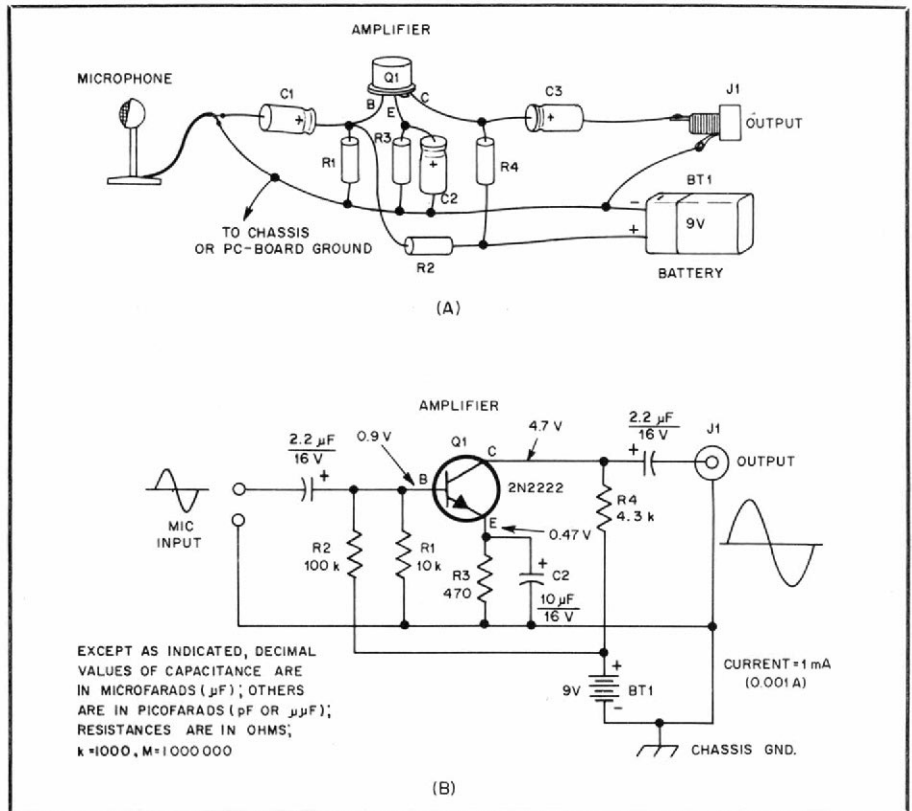 AMPLIFIER
MICROPHONE
C1
Q1
B
E
C
C3
J1
+
+
OUTPUT
R1
R3
+
C2
R4
BT1
-
+
9V
TO CHASSIS
OR PC-BOARD GROUND
R2
BATTERY
(A)
AMPLIFIER
2.2 µF
16 V
+
0.9 V
Q1
4.7 V
2.2 µF
16 V
+
J1
C
OUTPUT
B
2N2222
R4
4.3 k
E
0.47 V
MIC
INPUT
R2
100 k
R1
10 k
R3
470
+
C2
10 µF
16 V
EXCEPT AS INDICATED, DECIMAL
VALUES OF CAPACITANCE ARE
IN MICROFARADS (µF); OTHERS
ARE IN PICOFARADS (pF OR µµF);
RESISTANCES ARE IN OHMS;
k=1000, M=1000 000
+
9V
BT1
-
CURRENT = 1 mA
(0.001 A)
CHASSIS GND.
(B)